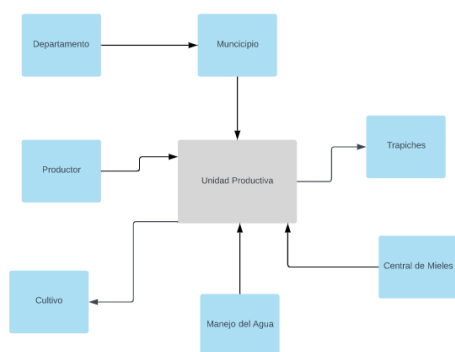 Departamento
Muncicipio
Productor
Unidad Productiva
Trapiches
Central de Mieles
Cultivo
Manejo del Agua